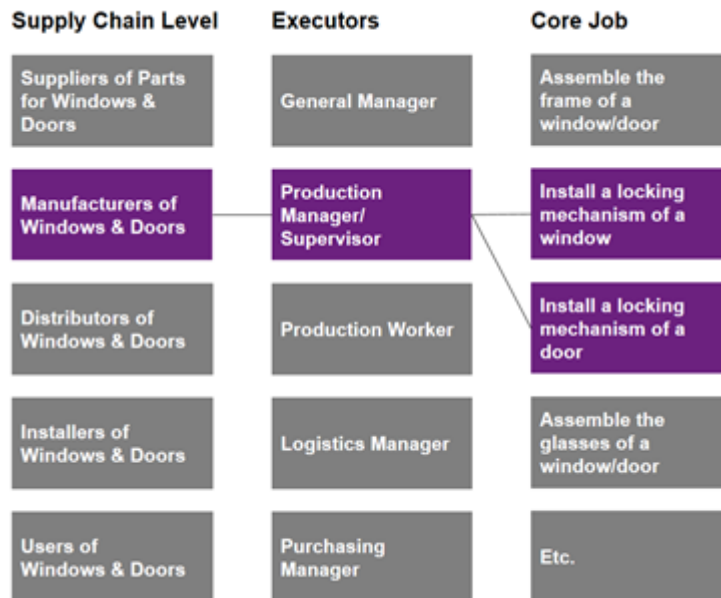 Supply Chain Level
Executors
Core Job
Suppliers of Parts
for Windows &
Doors
General Manager
Assemble the
frame of a
window/door
Manufacturers of
Windows & Doors
Production
Manager/
Supervisor
Install a locking
mechanism of a
window
Distributors of
Windows & Doors
Production Worker
Install a locking
mechanism of a
door
Installers of
Windows & Doors
Logistics Manager
Assemble the
glasses of a
window/door
Users of
Windows & Doors
Purchasing
Manager
Etc.